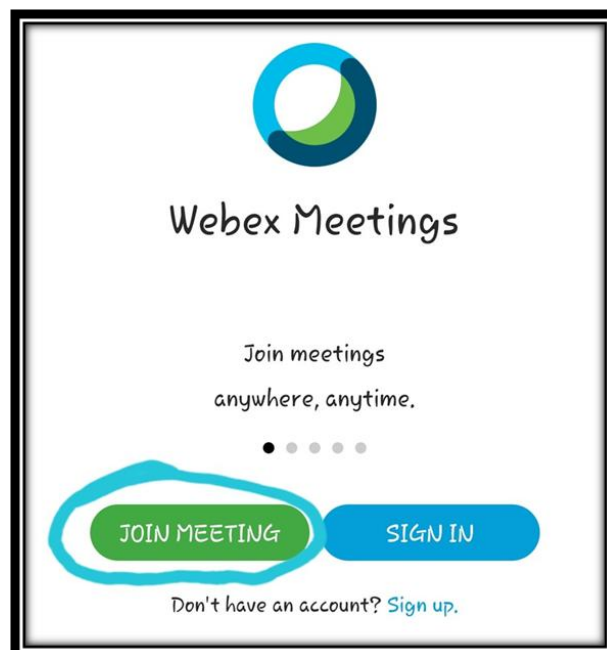 Webex Meetings
Join meetings
anywhere, anytime.
JOIN MEETING
SIGN IN
Don't have an account? Sign up.